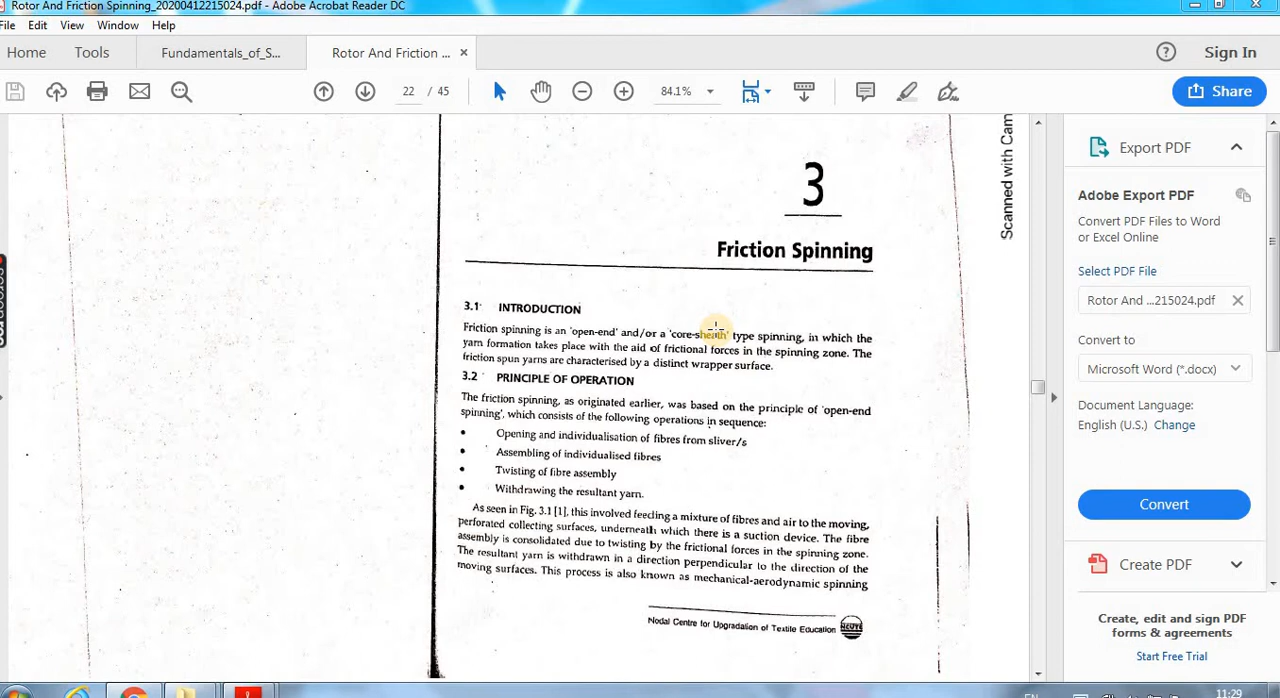 Rotor And Friction Spinning_20200412215024.pdf - Adobe Acrobat Reader DC
File Edit View Window Help
Home Tools Fundamentals_of_S... Rotor And Friction ... × Sign In
22 / 45 84.1% Share
Scanned with Cam
3
Friction Spinning
3.1 INTRODUCTION
Friction spinning is an 'open-end' and/or a 'core-sheath' type spinning, in which the
yarn formation takes place with the aid of frictional forces in the spinning zone. The
friction spun yarns are characterised by a distinct wrapper surface.
3.2 PRINCIPLE OF OPERATION
The friction spinning, as originated earlier, was based on the principle of 'open-end
spinning', which consists of the following operations in sequence:
• Opening and individualisation of fibres from sliver/s
• Assembling of individualised fibres
• Twisting of fibre assembly
• Withdrawing the resultant yarn.
As seen in Fig. 3.1 [1], this involved feeding a mixture of fibres and air to the moving,
perforated collecting surfaces, underneath which there is a suction device. The fibre
assembly is consolidated due to twisting by the frictional forces in the spinning zone.
The resultant yarn is withdrawn in a direction perpendicular to the direction of the
moving surfaces. This process is also known as mechanical-aerodynamic spinning
Nodal Centre for Upgradation of Textile Education NCUTE
Export PDF
Adobe Export PDF
Convert PDF Files to Word
or Excel Online
Select PDF File
Rotor And ...215024.pdf ×
Convert to
Microsoft Word (*.docx)
Document Language:
English (U.S.) Change
Convert
Create PDF
Create, edit and sign PDF
forms & agreements
Start Free Trial
EN 11:29